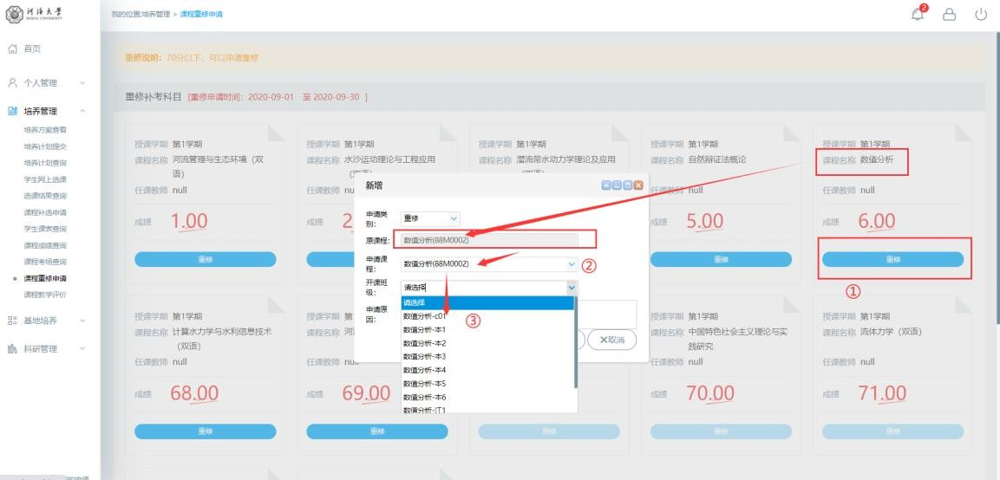 河海大学
HOHAI UNIVERSITY
我的位置:培养管理 > 课程重修申请
2
首页
个人管理
培养管理
培养方案查看
培养计划提交
培养计划查询
学生网上选课
选课结果查询
课程补选申请
学生课表查询
课程成绩查询
课程考场查询
课程重修申请
课程教学评价
基地培养
科研管理
重修说明：70分以下，可以申请重修
重修补考科目 [重修申请时间：2020-09-01 至 2020-09-30 ]
授课学期 第1学期
课程名称 河流管理与生态环境（双
语）
任课教师 null
成绩 1.00
重修
授课学期 第1学期
课程名称 水沙运动理论与工程应用
（双语）
任课教师 nu
成绩 2
授课学期 第1学期
课程名称 潜流带水动力学理论及应用
授课学期 第1学期
课程名称 自然辩证法概论
任课教师 null
5.00
重修
授课学期 第1学期
课程名称 数值分析
任课教师 null
成绩 6.00
重修
①
新增
申请类
别：
重修
原课程：
数值分析(88M0002)
申请课
程：
数值分析(88M0002)
②
开课班
级：
请选择
请选择
数值分析-c01
③
数值分析-本1
数值分析-本2
数值分析-本3
数值分析-本4
数值分析-本5
数值分析-本6
数值分析-江1
申请原
因：
取消
授课学期 第1学期
课程名称 计算水力学与水利信息技术
（双语）
任课教师 null
成绩 68.00
重修
授课学期 第1学
课程名称 河
任课教师 null
成绩 69.00
重修
重修
授课学期 第1学期
课程名称 中国特色社会主义理论与实
践研究
任课教师 null
成绩 70.00
重修
授课学期 第1学期
课程名称 流体力学（双语）
任课教师 null
成绩 71.00
重修
的申请